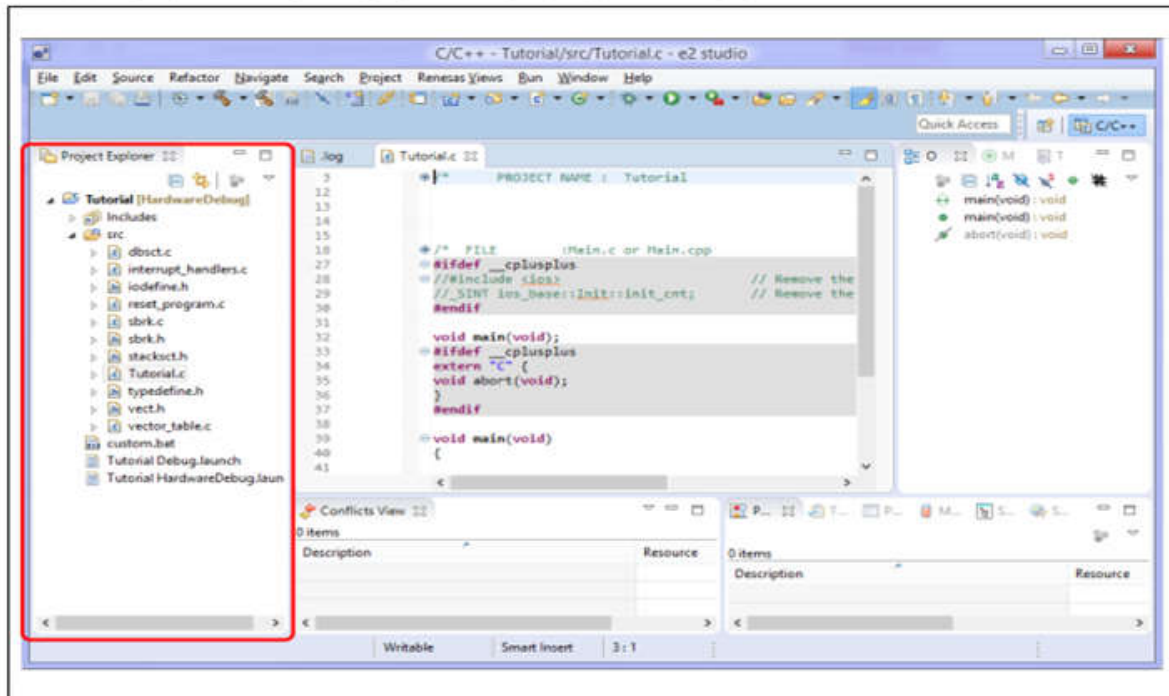 C/C++ - Tutorial/src/Tutorial.c - e2 studio
File Edit Source Refactor Navigate Search Project Renesas Views Run Window Help
Quick Access
C/C++
Project Explorer
Tutorial [HardwareDebug]
Includes
src
dbsct.c
interrupt_handlers.c
iodefine.h
reset_program.c
sbrk.c
sbrk.h
stacksct.h
Tutorial.c
typedefine.h
vect.h
vector_table.c
custom.bat
Tutorial Debug.launch
Tutorial HardwareDebug.laun
.log Tutorial.c
3 /* PROJECT NAME : Tutorial
12
13
14
15
18 /* FILE :Main.c or Main.cpp
27 #ifdef __cplusplus
28 //#include <ios> // Remove the
29 //_SINT ios_base::Init::init_cnt; // Remove the
30 #endif
31
32 void main(void);
33 #ifdef __cplusplus
34 extern "C" {
35 void abort(void);
36 }
37 #endif
38
39 void main(void)
40 {
41
O M T
main(void) : void
main(void) : void
abort(void) : void
Conflicts View
0 items
Description Resource
P... T... P... M... S... S...
0 items
Description Resource
Writable Smart Insert 3 : 1